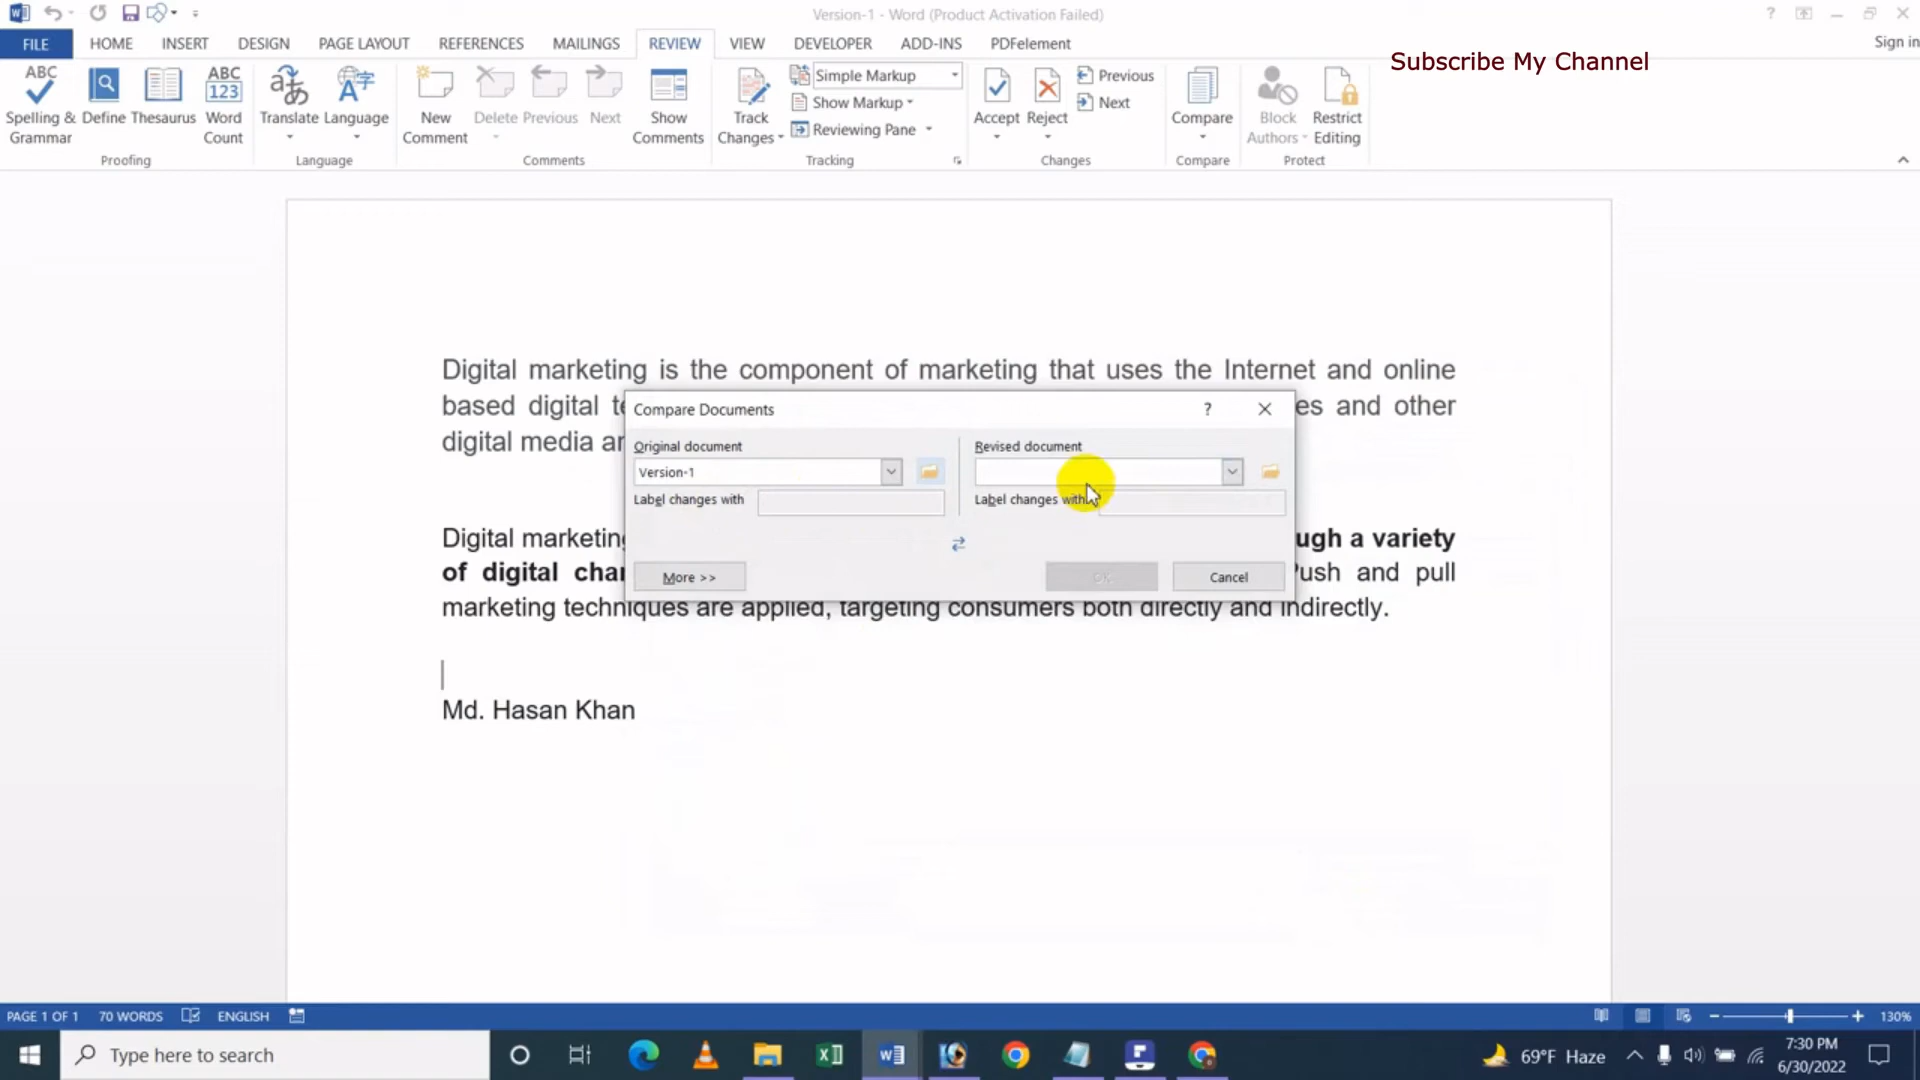 Version-1 - Word (Product Activation Failed)
FILE HOME INSERT DESIGN PAGE LAYOUT REFERENCES MAILINGS REVIEW VIEW DEVELOPER ADD-INS PDFelement Sign in
Subscribe My Channel
ABC Spelling & Grammar
Define
Thesaurus
ABC 123 Word Count
Translate
Language
New Comment
Delete
Previous
Next
Show Comments
Track Changes
Simple Markup
Show Markup
Reviewing Pane
Accept
Reject
Previous
Next
Compare
Block Authors
Restrict Editing
Proofing Language Comments Tracking Changes Compare Protect
Digital marketing is the component of marketing that uses the Internet and online
based digital es and other
digital media
Compare Documents ?
Original document
Version-1
Label changes with
Revised document
Label changes with
More >>
OK
Cancel
Digital marketing ugh a variety
of digital Push and pull
marketing techniques are applied, targeting consumers both directly and indirectly.
Md. Hasan Khan
PAGE 1 OF 1 70 WORDS ENGLISH 130%
Type here to search
69°F Haze
7:30 PM
6/30/2022